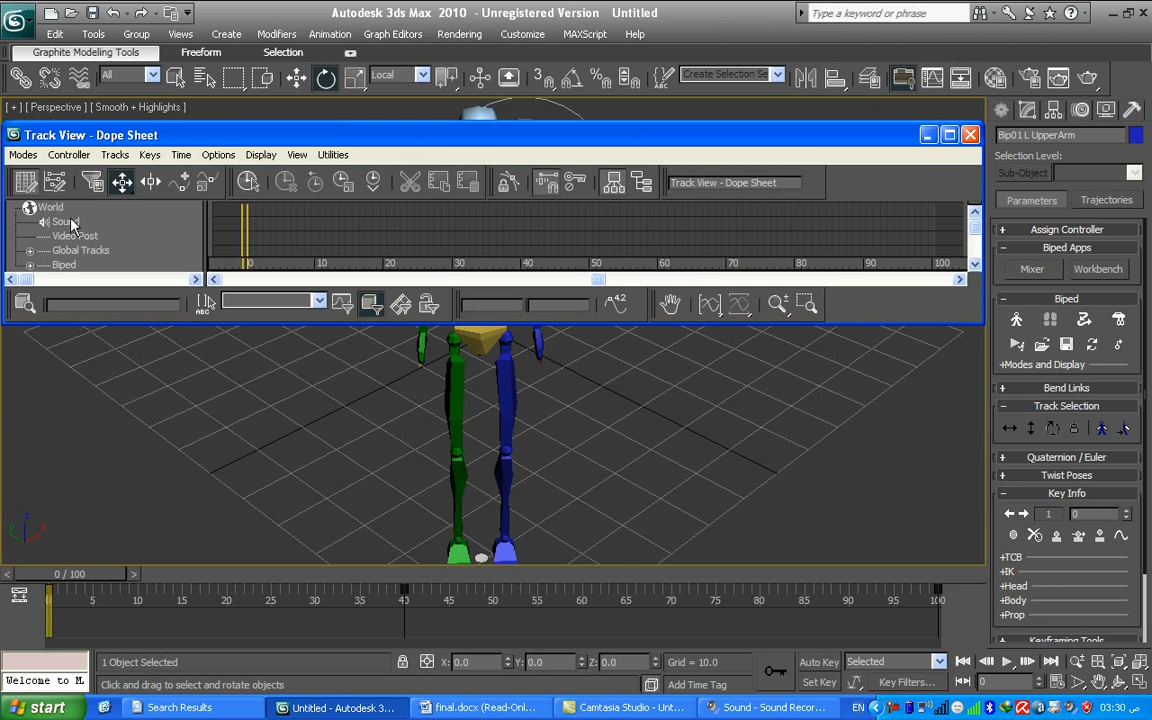 Autodesk 3ds Max 2010 - Unregistered Version Untitled
Type a keyword or phrase
Edit Tools Group Views Create Modifiers Animation Graph Editors Rendering Customize MAXScript Help
Graphite Modeling Tools Freeform Selection
All Local Create Selection Se
[ + ] [ Perspective ] [ Smooth + Highlights ]
Track View - Dope Sheet
Bip01 L UpperArm
Modes Controller Tracks Keys Time Options Display View Utilities
Selection Level:
Sub-Object
Track View - Dope Sheet
Parameters Trajectories
World
Sound
Video Post
Global Tracks
Biped
0 10 20 30 40 50 60 70 80 90 100
ABC
4.2
Assign Controller
Biped Apps
Mixer Workbench
Biped
+Modes and Display
Bend Links
Track Selection
Quaternion / Euler
Twist Poses
Key Info
1 0
+TCB
+IK
+Head
+Body
+Prop
Keyframing Tools
z
0 / 100
5 10 15 20 25 30 35 40 45 50 55 60 65 70 75 80 85 90 95 100
1 Object Selected X: 0.0 Y: 0.0 Z: 0.0 Grid = 10.0 Auto Key Selected
Welcome to M. Click and drag to select and rotate objects Add Time Tag Set Key Key Filters... 0
start Search Results Untitled - Autodesk 3... final.docx (Read-Onl... Camtasia Studio - Unt... Sound - Sound Recor... EN 03:30 ص